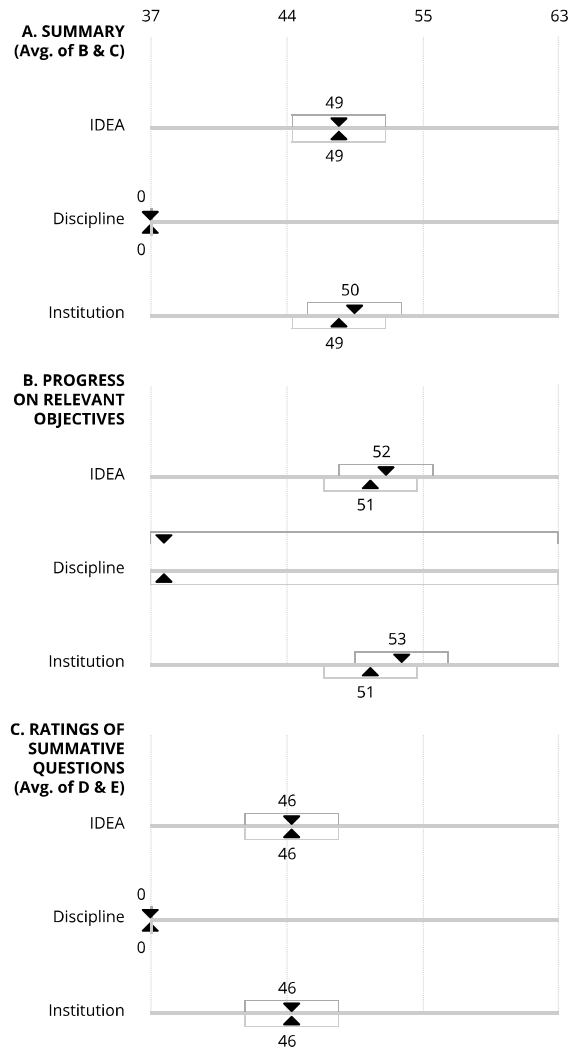 37 44 55 63
A. SUMMARY
(Avg. of B & C)
49
IDEA
49
0
Discipline
0
50
Institution
49
B. PROGRESS
ON RELEVANT
OBJECTIVES
52
IDEA
51
Discipline
53
Institution
51
C. RATINGS OF
SUMMATIVE
QUESTIONS
(Avg. of D & E)
46
IDEA
46
0
Discipline
0
46
Institution
46